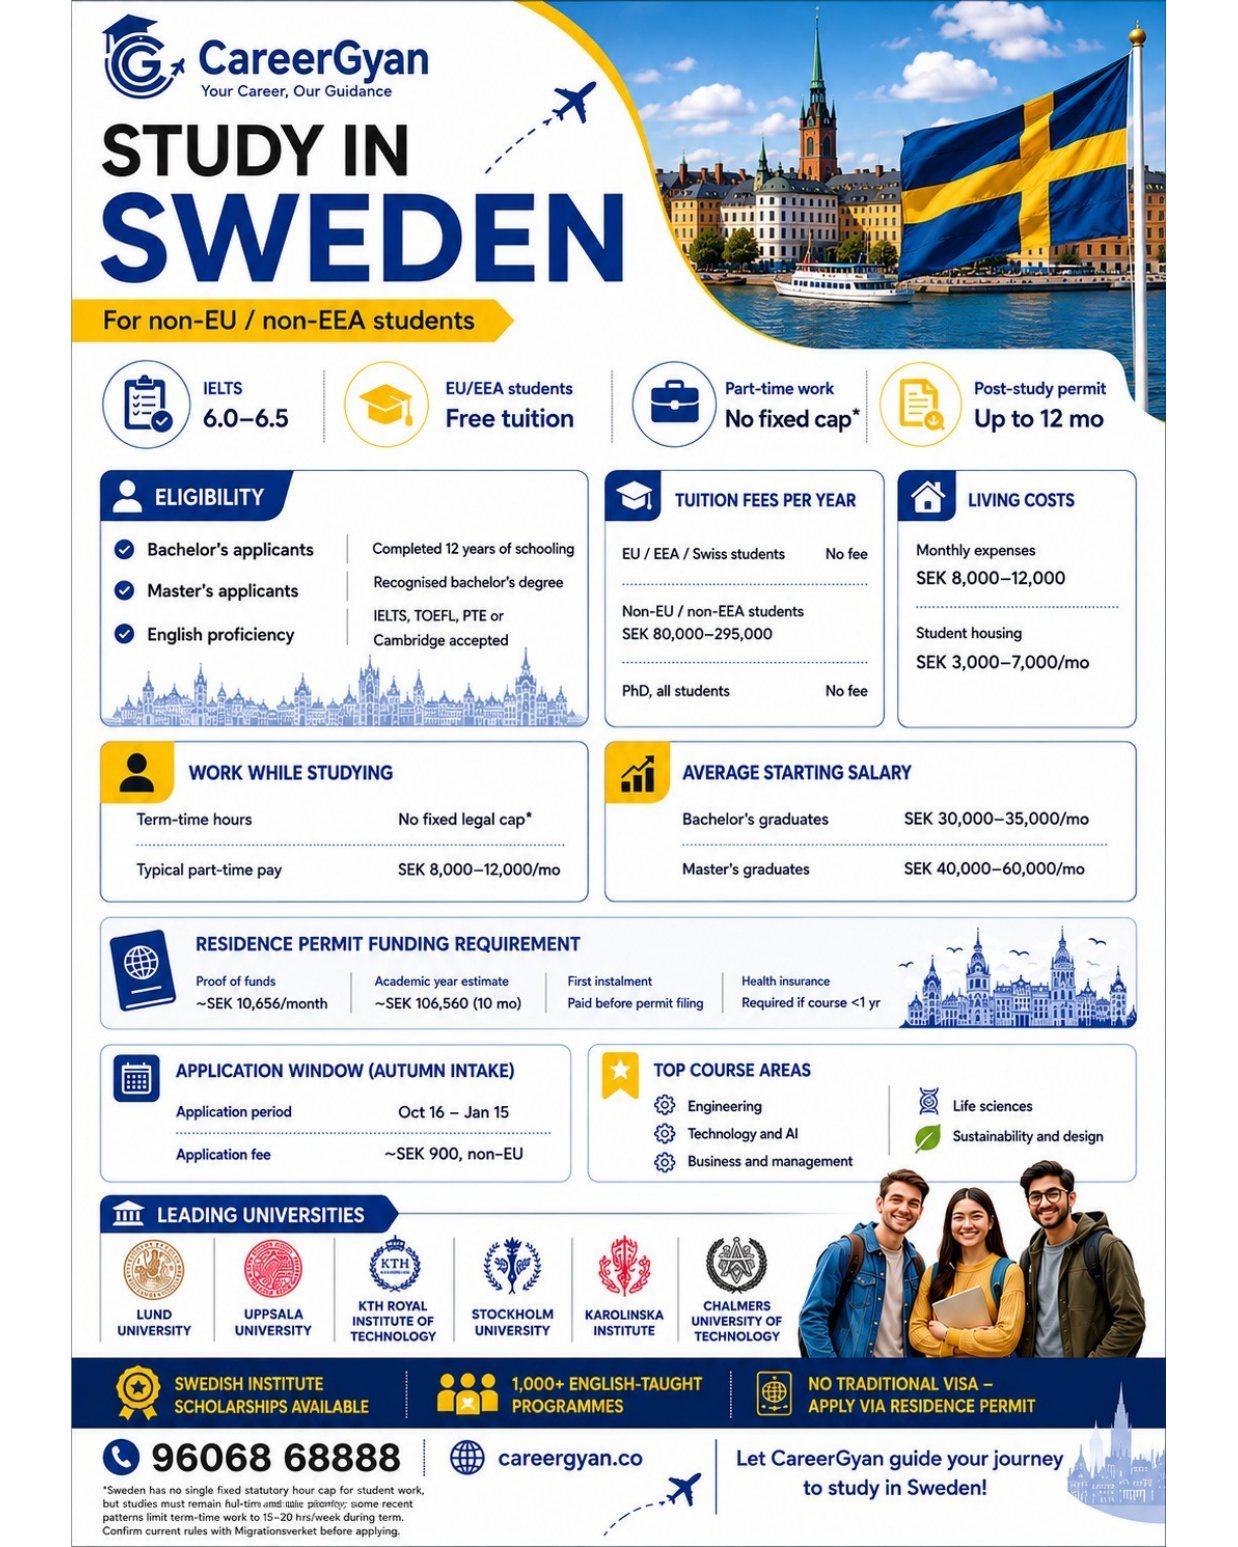 CareerGyan
Your Career, Our Guidance
STUDY IN
SWEDEN
For non-EU / non-EEA students
IELTS
6.0–6.5
EU/EEA students
Free tuition
Part-time work
No fixed cap*
Post-study permit
Up to 12 mo
ELIGIBILITY
Bachelor's applicants
Completed 12 years of schooling
Master's applicants
Recognised bachelor's degree
English proficiency
IELTS, TOEFL, PTE or
Cambridge accepted
TUITION FEES PER YEAR
EU / EEA / Swiss students No fee
Non-EU / non-EEA students
SEK 80,000–295,000
PhD, all students No fee
LIVING COSTS
Monthly expenses
SEK 8,000–12,000
Student housing
SEK 3,000–7,000/mo
WORK WHILE STUDYING
Term-time hours No fixed legal cap*
Typical part-time pay SEK 8,000–12,000/mo
AVERAGE STARTING SALARY
Bachelor's graduates SEK 30,000–35,000/mo
Master's graduates SEK 40,000–60,000/mo
RESIDENCE PERMIT FUNDING REQUIREMENT
Proof of funds
~SEK 10,656/month
Academic year estimate
~SEK 106,560 (10 mo)
First instalment
Paid before permit filing
Health insurance
Required if course <1 yr
APPLICATION WINDOW (AUTUMN INTAKE)
Application period Oct 16 – Jan 15
Application fee ~SEK 900, non-EU
TOP COURSE AREAS
Engineering
Technology and AI
Business and management
Life sciences
Sustainability and design
LEADING UNIVERSITIES
LUND
UNIVERSITY
UPPSALA
UNIVERSITY
KTH
KTH ROYAL
INSTITUTE OF
TECHNOLOGY
STOCKHOLM
UNIVERSITY
KAROLINSKA
INSTITUTE
CHALMERS
UNIVERSITY OF
TECHNOLOGY
SWEDISH INSTITUTE
SCHOLARSHIPS AVAILABLE
1,000+ ENGLISH-TAUGHT
PROGRAMMES
NO TRADITIONAL VISA –
APPLY VIA RESIDENCE PERMIT
96068 68888
careergyan.co
Let CareerGyan guide your journey
to study in Sweden!
*Sweden has no single fixed statutory hour cap for student work,
but studies must remain some recent
patterns limit term-time work to 15–20 hrs/week during term.
Confirm current rules with Migrationsverket before applying.